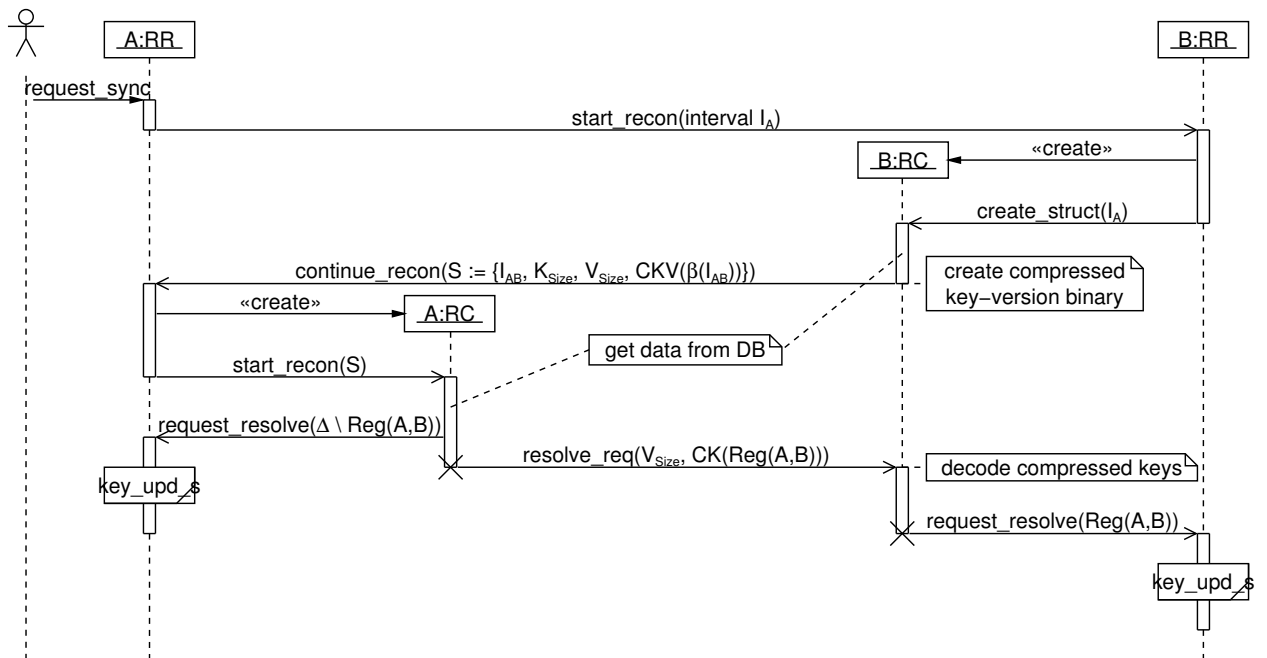 A:RR
B:RR
request_sync
start_recon(interval I_A)
«create»
B:RC
create_struct(I_A)
continue_recon(S := {I_AB, K_Size, V_Size, CKV(β(I_AB))})
create compressed
key−version binary
«create»
A:RC
get data from DB
start_recon(S)
request_resolve(Δ \ Reg(A,B))
resolve_req(V_Size, CK(Reg(A,B)))
decode compressed keys
key_upd_s
request_resolve(Reg(A,B))
key_upd_s